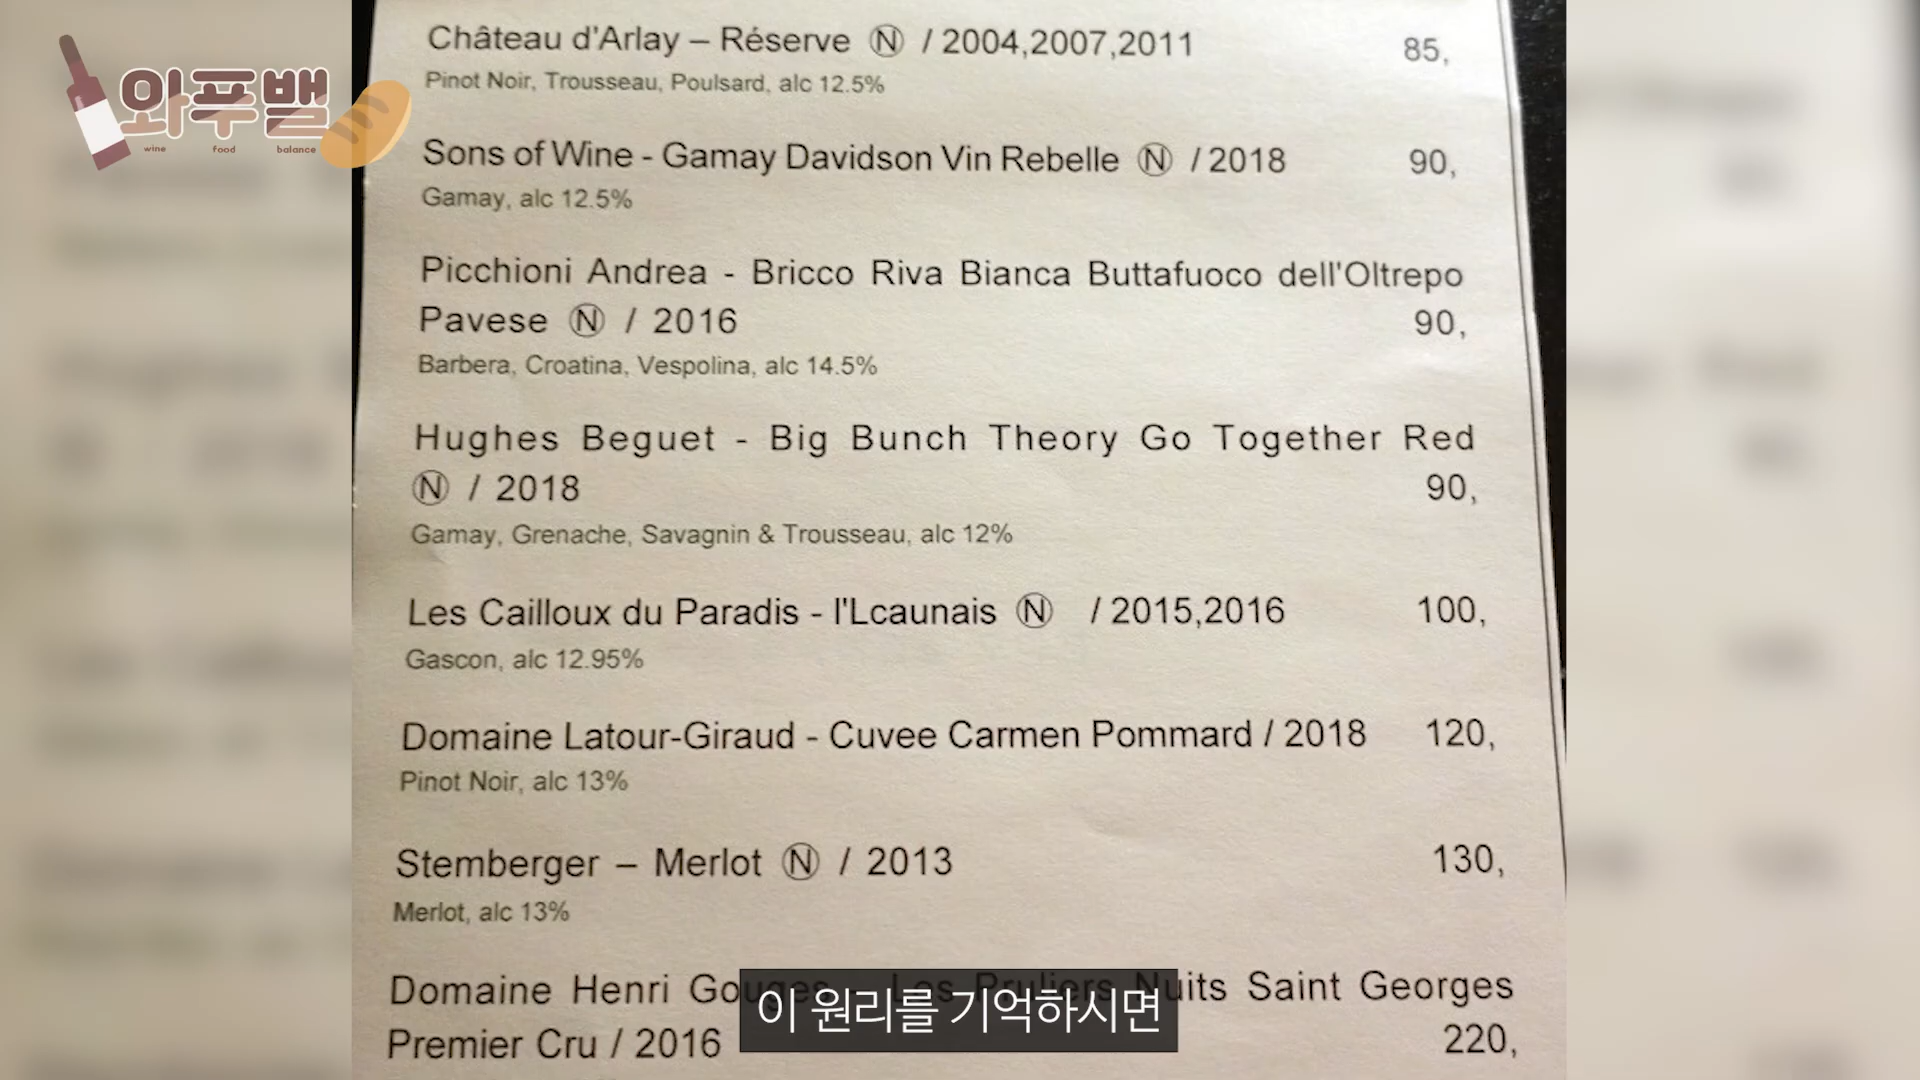 와푸밸
wine food balance
Château d'Arlay – Réserve Ⓝ / 2004,2007,2011 85,
Pinot Noir, Trousseau, Poulsard, alc 12.5%
Sons of Wine - Gamay Davidson Vin Rebelle Ⓝ / 2018 90,
Gamay, alc 12.5%
Picchioni Andrea - Bricco Riva Bianca Buttafuoco dell'Oltrepo
Pavese Ⓝ / 2016 90,
Barbera, Croatina, Vespolina, alc 14.5%
Hughes Beguet - Big Bunch Theory Go Together Red
Ⓝ / 2018 90,
Gamay, Grenache, Savagnin & Trousseau, alc 12%
Les Cailloux du Paradis - l'Lcaunais Ⓝ / 2015,2016 100,
Gascon, alc 12.95%
Domaine Latour-Giraud - Cuvee Carmen Pommard / 2018 120,
Pinot Noir, alc 13%
Stemberger – Merlot Ⓝ / 2013 130,
Merlot, alc 13%
Domaine Henri Gouges - Les Pruliers Nuits Saint Georges
Premier Cru / 2016 220,
이 원리를 기억하시면